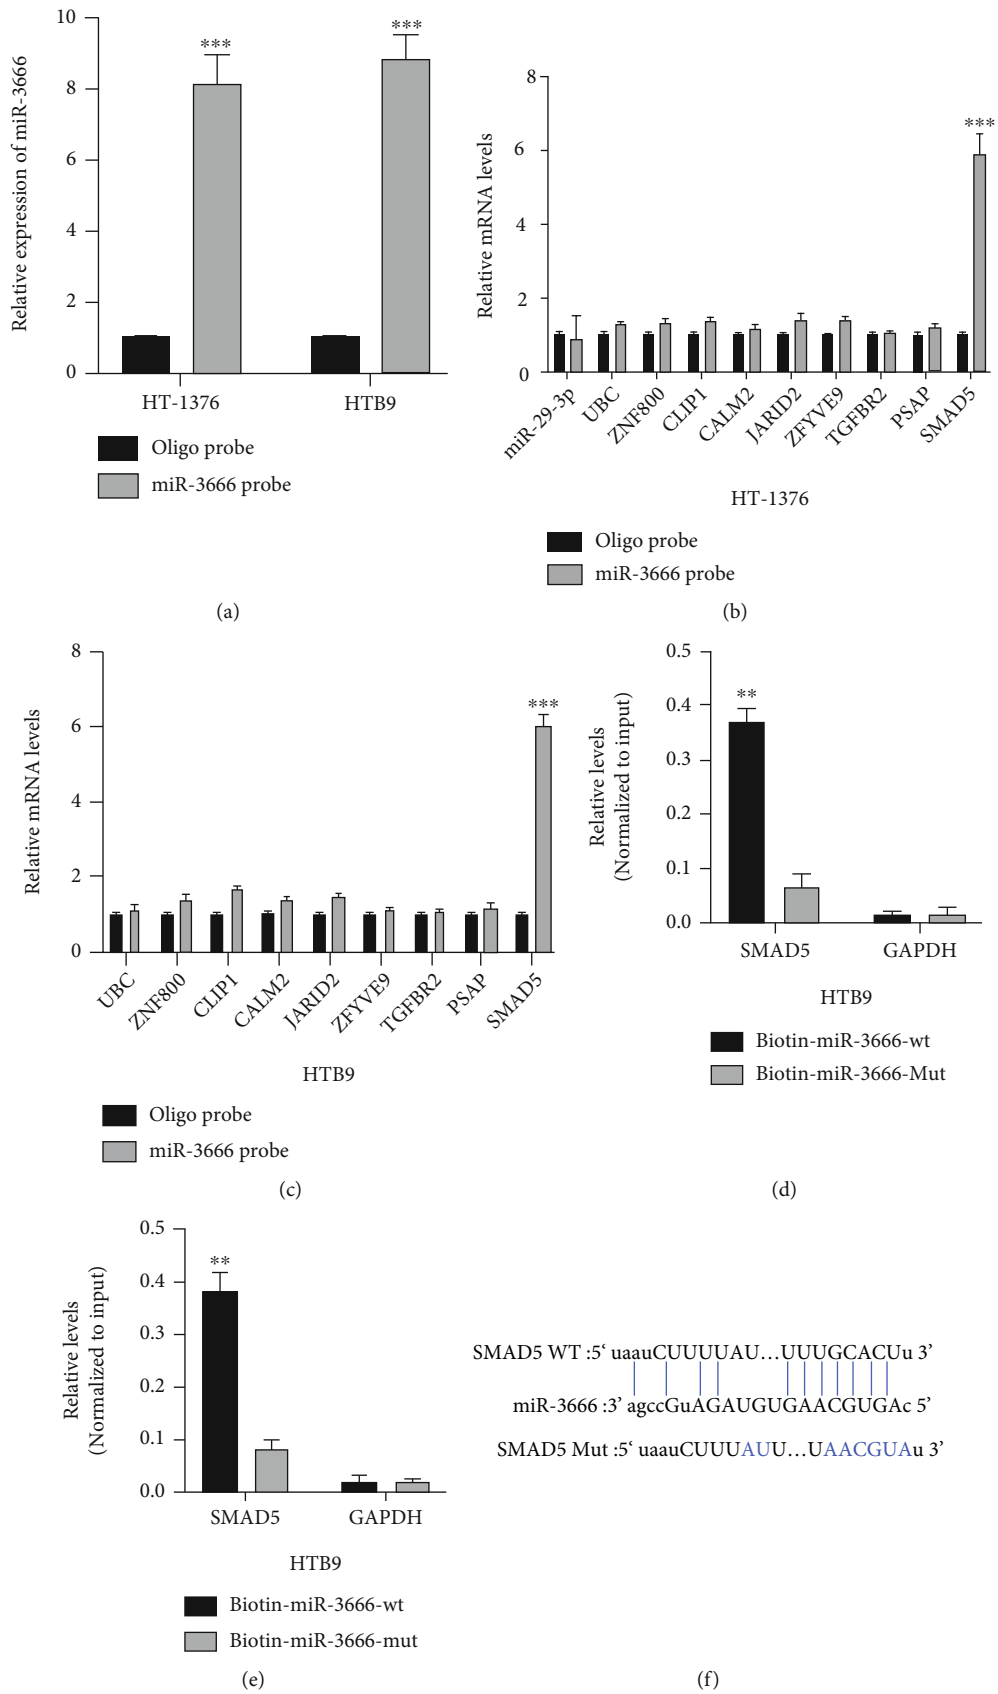 Relative expression of miR-3666
10
8
6
4
2
0
***
***
HT-1376
HTB9
Oligo probe
miR-3666 probe
(a)
Relative mRNA levels
8
6
4
2
0
***
miR-29-3p
UBC
ZNF800
CLIP1
CALM2
JARID2
ZFYVE9
TGFBR2
PSAP
SMAD5
HT-1376
Oligo probe
miR-3666 probe
(b)
Relative mRNA levels
8
6
4
2
0
***
UBC
ZNF800
CLIP1
CALM2
JARID2
ZFYVE9
TGFBR2
PSAP
SMAD5
HTB9
Oligo probe
miR-3666 probe
(c)
Relative levels
(Normalized to input)
0.5
0.4
0.3
0.2
0.1
0.0
**
SMAD5
GAPDH
HTB9
Biotin-miR-3666-wt
Biotin-miR-3666-Mut
(d)
Relative levels
(Normalized to input)
0.5
0.4
0.3
0.2
0.1
0.0
**
SMAD5
GAPDH
HTB9
Biotin-miR-3666-wt
Biotin-miR-3666-mut
(e)
SMAD5 WT :5‘ uaauCUUUUAU...UUUGCACUu 3’
miR-3666 :3’ agccGuAGAUGUGAACGUGAc 5’
SMAD5 Mut :5‘ uaauCUUUAUU...UAACGUAu 3’
(f)